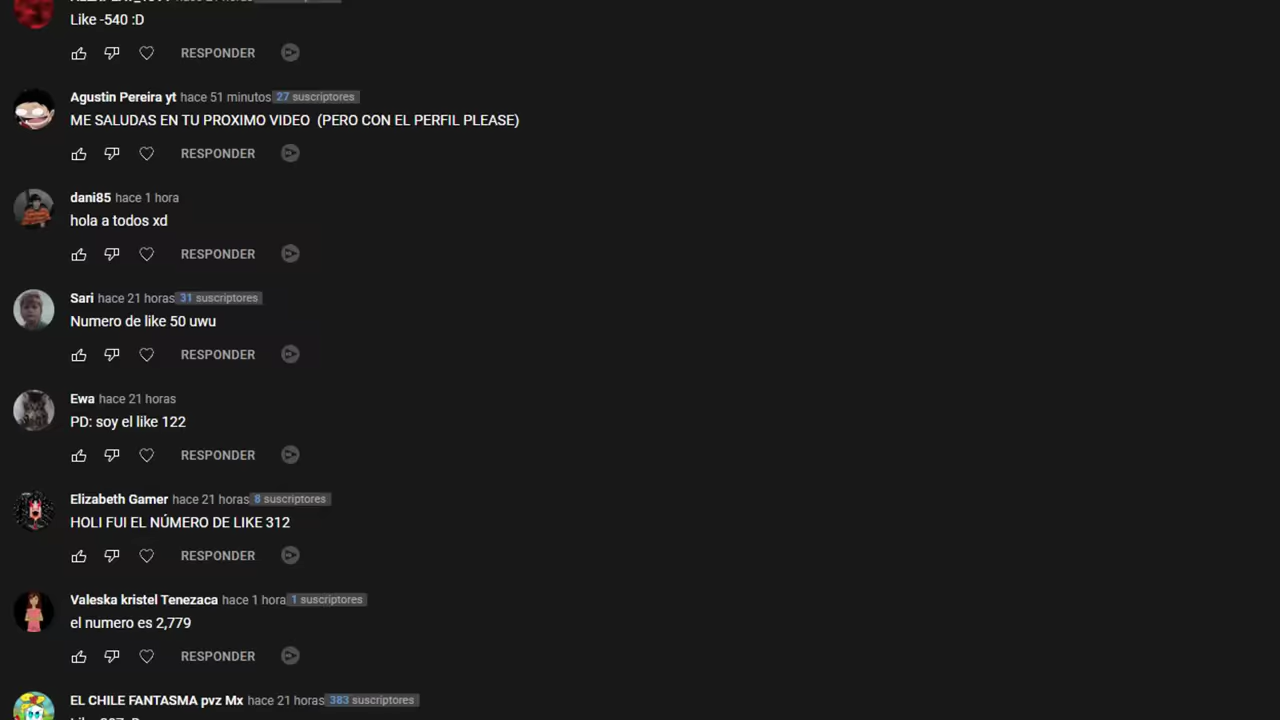 Like -540 :D
RESPONDER
Agustin Pereira yt hace 51 minutos 27 suscriptores
ME SALUDAS EN TU PROXIMO VIDEO (PERO CON EL PERFIL PLEASE)
RESPONDER
dani85 hace 1 hora
hola a todos xd
RESPONDER
Sari hace 21 horas 31 suscriptores
Numero de like 50 uwu
RESPONDER
Ewa hace 21 horas
PD: soy el like 122
RESPONDER
Elizabeth Gamer hace 21 horas 8 suscriptores
HOLI FUI EL NÚMERO DE LIKE 312
RESPONDER
Valeska kristel Tenezaca hace 1 hora 1 suscriptores
el numero es 2,779
RESPONDER
EL CHILE FANTASMA pvz Mx hace 21 horas 383 suscriptores